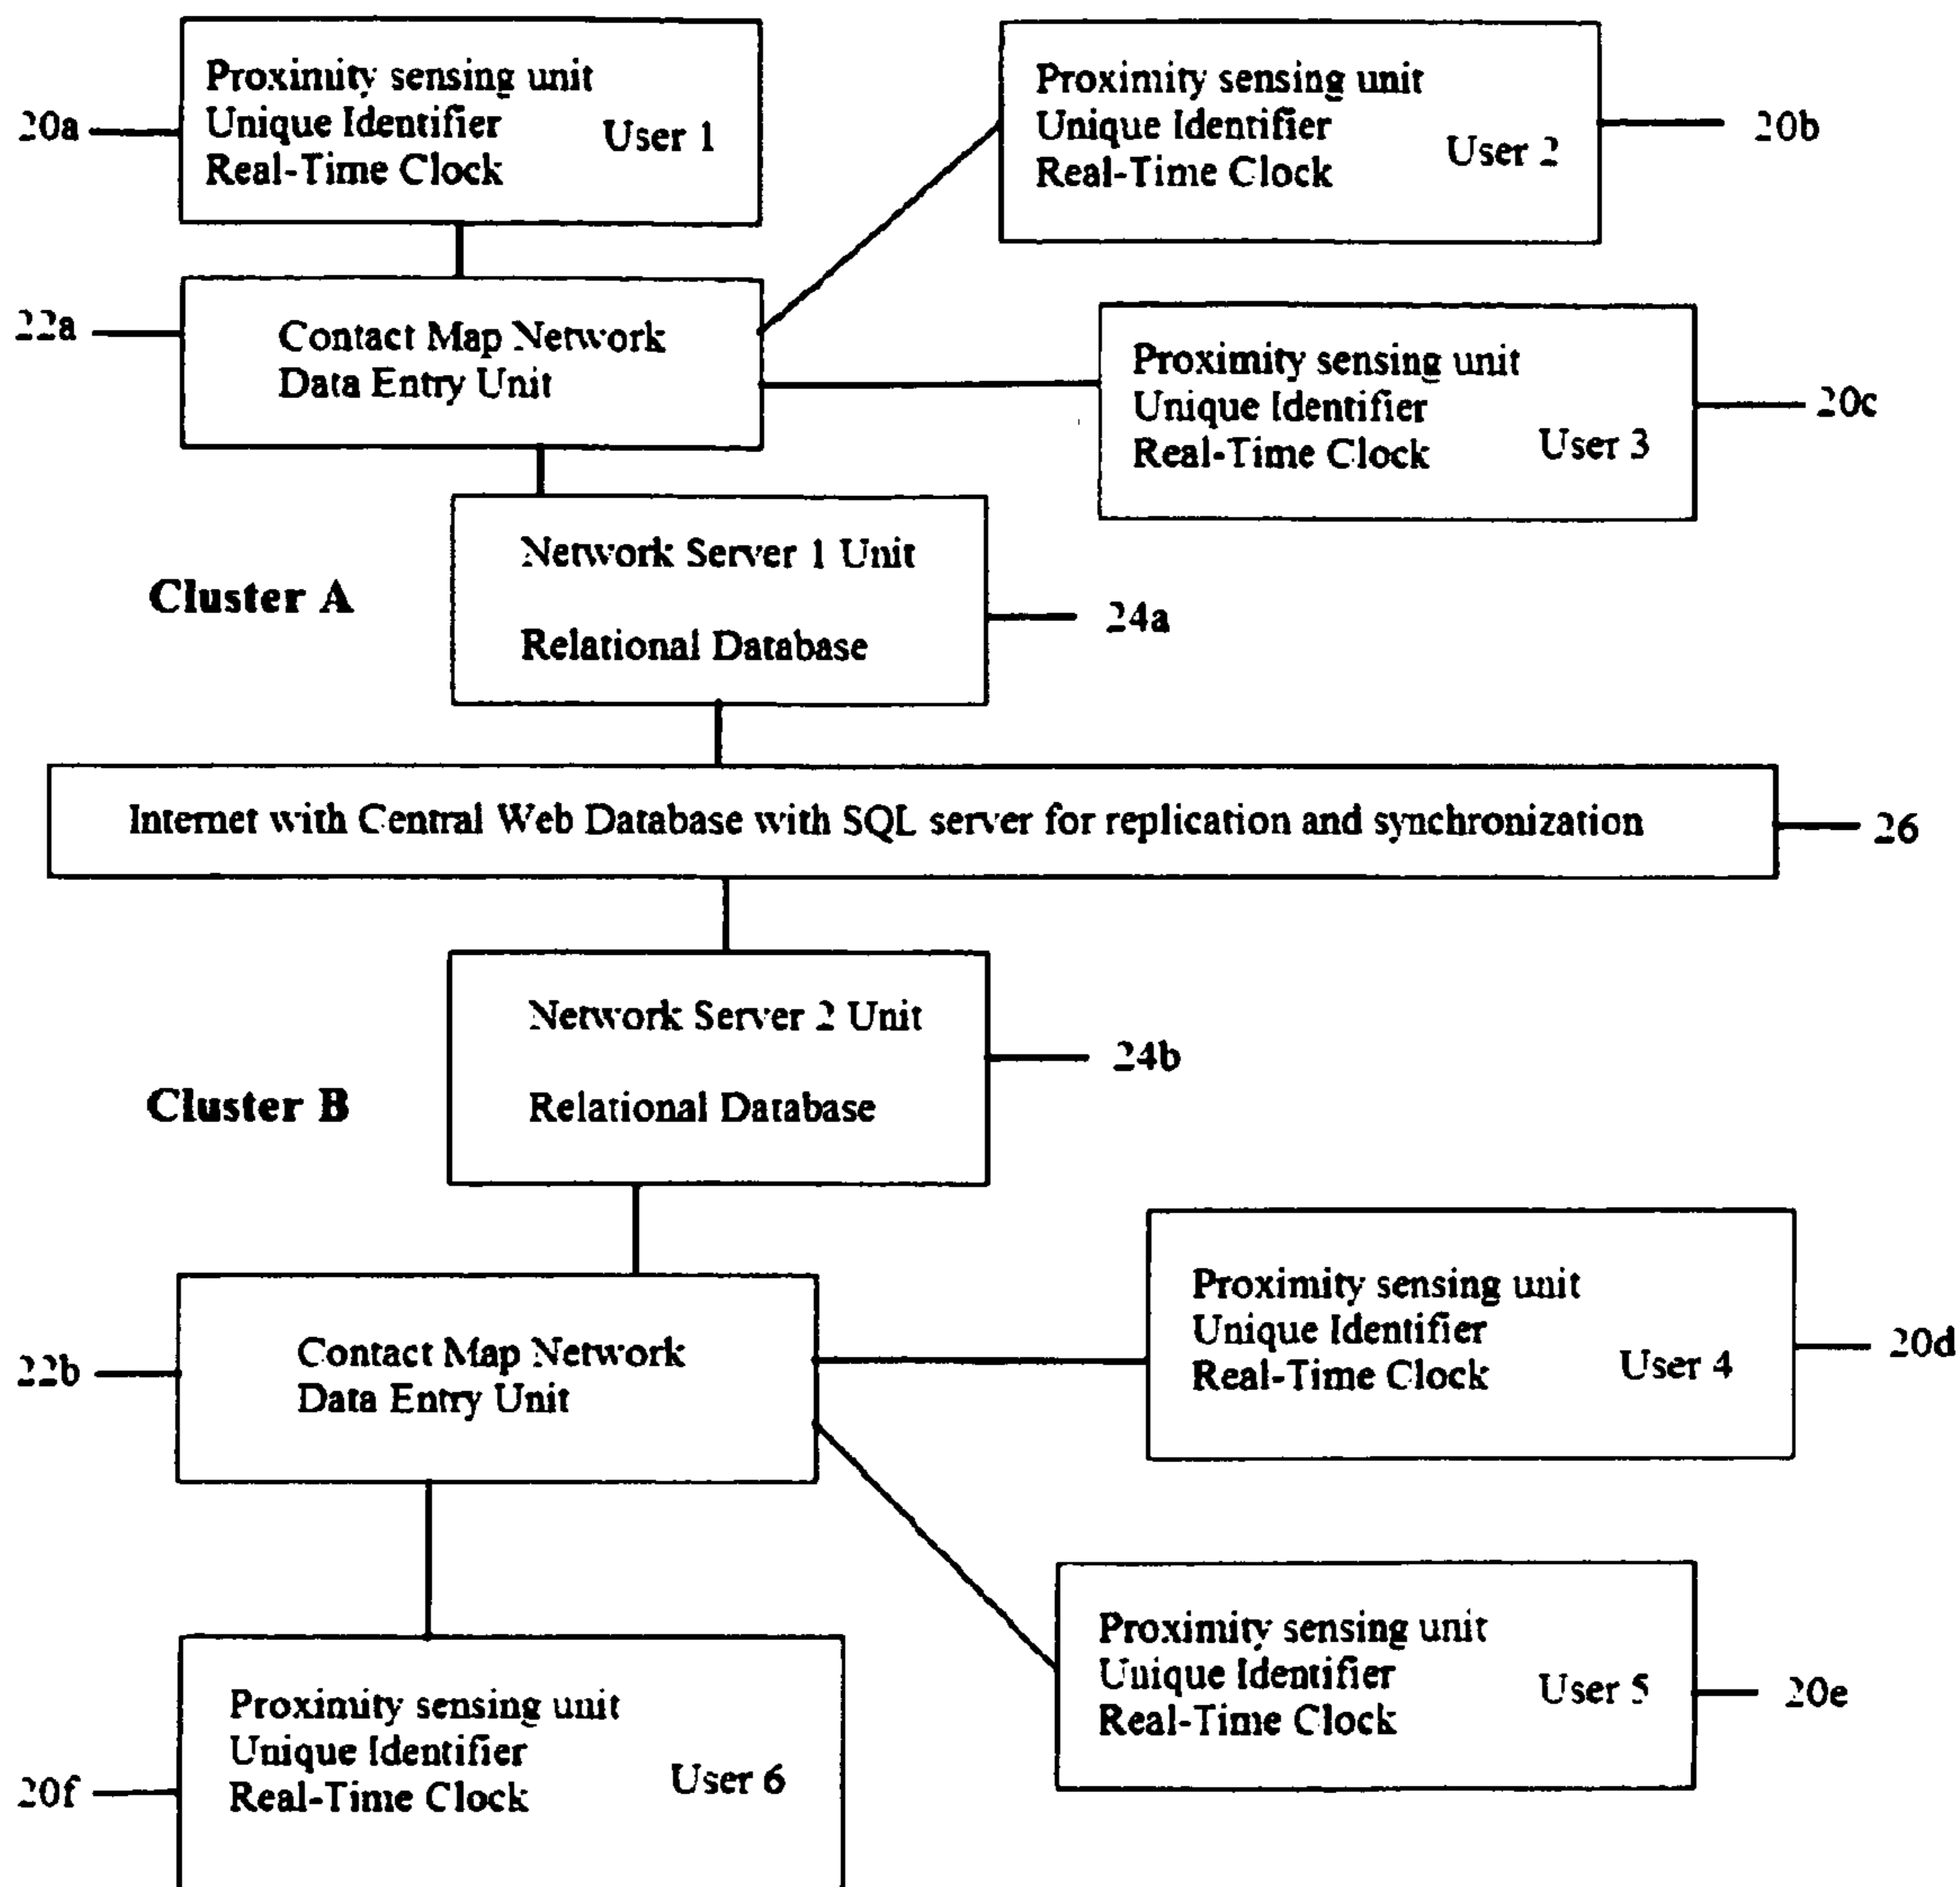 Proximity sensing unit
Unique Identifier
Real-Time Clock
User 1
20a
Proximity sensing unit
Unique Identifier
Real-Time Clock
User 2
20b
22a
Contact Map Network
Data Entry Unit
Proximity sensing unit
Unique Identifier
Real-Time Clock
User 3
20c
Network Server 1 Unit
Relational Database
Cluster A
24a
Internet with Central Web Database with SQL server for replication and synchronization
26
Network Server 2 Unit
Relational Database
24b
Cluster B
22b
Contact Map Network
Data Entry Unit
Proximity sensing unit
Unique Identifier
Real-Time Clock
User 4
20d
Proximity sensing unit
Unique Identifier
Real-Time Clock
User 5
20e
Proximity sensing unit
Unique Identifier
Real-Time Clock
User 6
20f